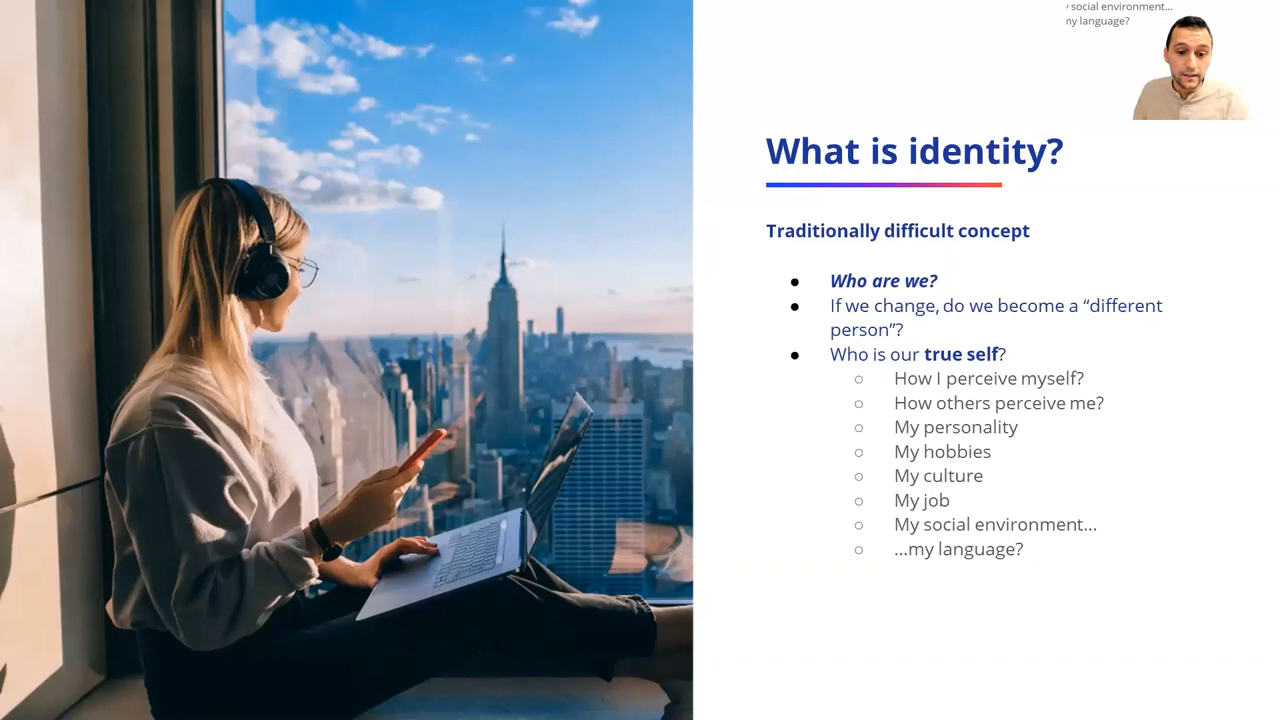 social environment...
my language?
What is identity?
Traditionally difficult concept
● Who are we?
● If we change, do we become a “different
person”?
● Who is our true self?
○ How I perceive myself?
○ How others perceive me?
○ My personality
○ My hobbies
○ My culture
○ My job
○ My social environment...
○ ...my language?